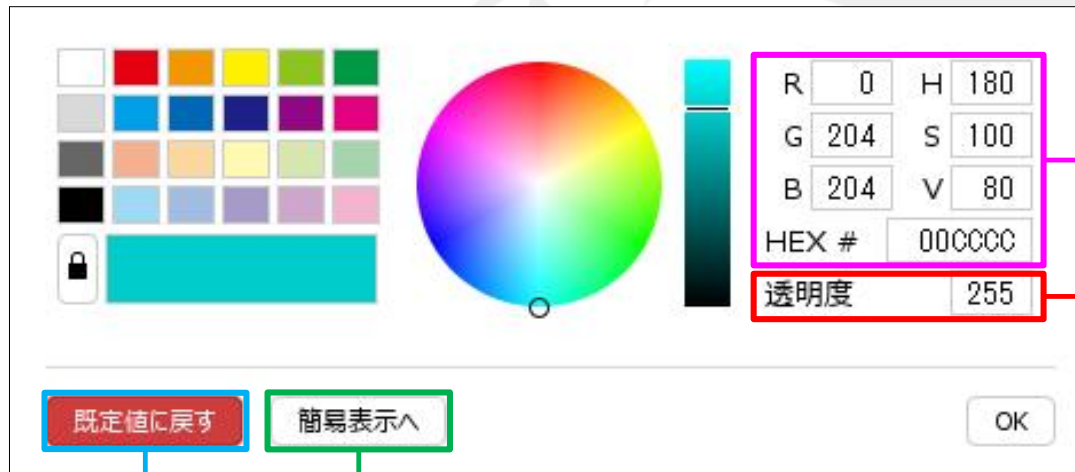 R 0 H 180
G 204 S 100
B 204 V 80
HEX # 00CCCC
透明度 255
既定値に戻す 簡易表示へ OK